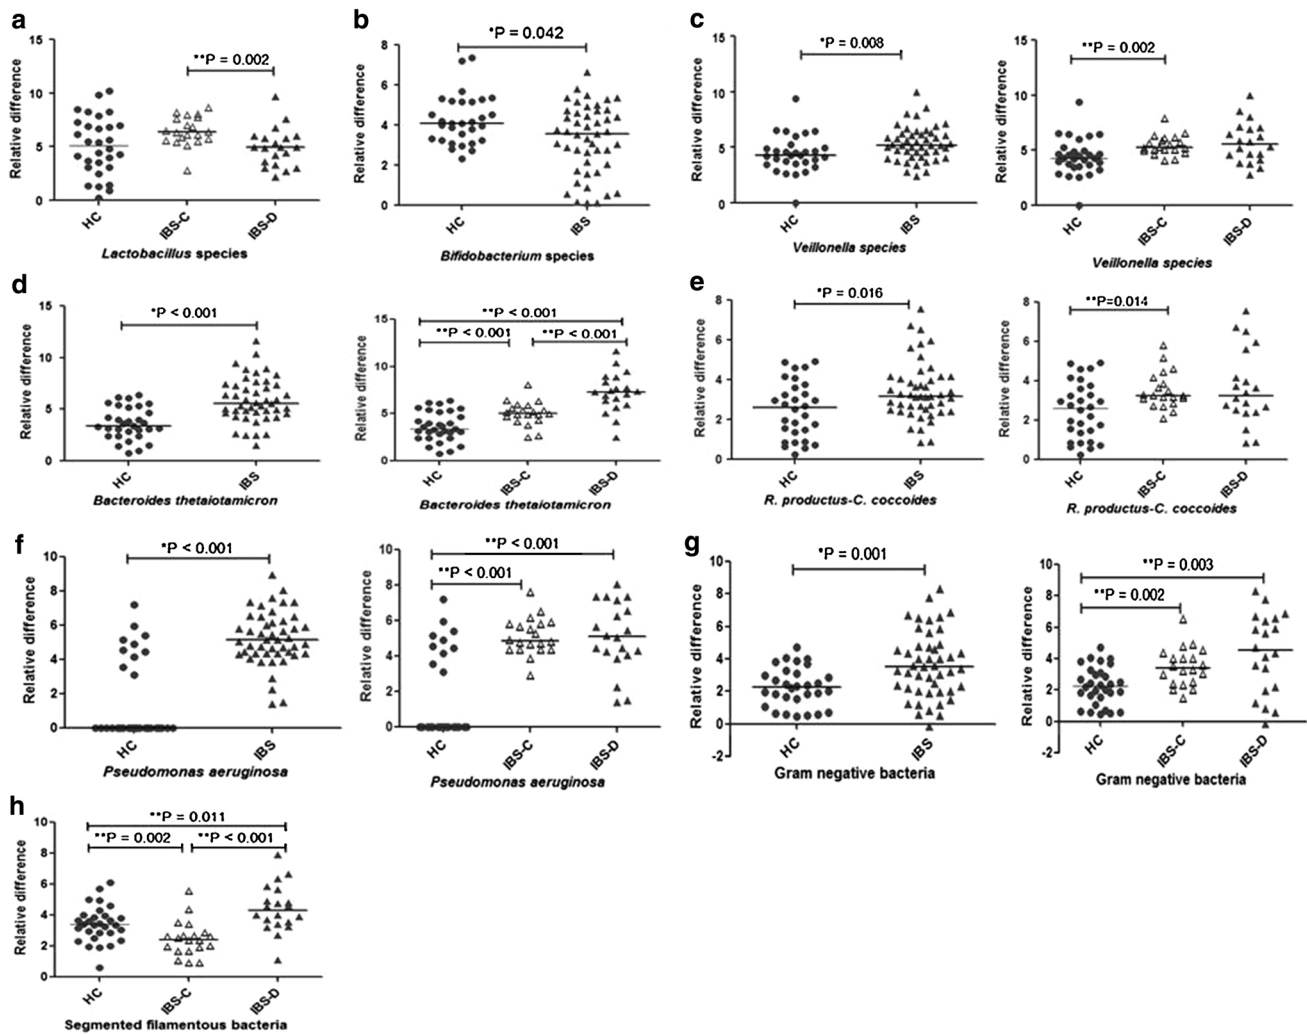 a
15
10
5
0
Relative difference
**P = 0.002
HC
IBS-C
IBS-D
Lactobacillus species
b
8
6
4
2
0
Relative difference
*P = 0.042
HC
IBS
Bifidobacterium species
c
15
10
5
0
Relative difference
*P = 0.008
HC
IBS
Veillonella species
15
10
5
0
Relative difference
**P = 0.002
HC
IBS-C
IBS-D
Veillonella species
d
15
10
5
0
Relative difference
*P < 0.001
HC
IBS
Bacteroides thetaiotamicron
15
10
5
0
Relative difference
**P < 0.001
**P < 0.001
**P < 0.001
HC
IBS-C
IBS-D
Bacteroides thetaiotamicron
e
8
6
4
2
0
Relative difference
*P = 0.016
HC
IBS
R. productus-C. coccoides
8
6
4
2
0
Relative difference
**P=0.014
HC
IBS-C
IBS-D
R. productus-C. coccoides
f
10
8
6
4
2
0
Relative difference
*P < 0.001
HC
IBS
Pseudomonas aeruginosa
10
8
6
4
2
0
Relative difference
**P < 0.001
**P < 0.001
HC
IBS-C
IBS-D
Pseudomonas aeruginosa
g
10
8
6
4
2
0
-2
Relative difference
*P = 0.001
HC
IBS
Gram negative bacteria
10
8
6
4
2
0
-2
Relative difference
**P = 0.003
**P = 0.002
HC
IBS-C
IBS-D
Gram negative bacteria
h
10
8
6
4
2
0
Relative difference
**P = 0.011
**P = 0.002
**P < 0.001
HC
IBS-C
IBS-D
Segmented filamentous bacteria